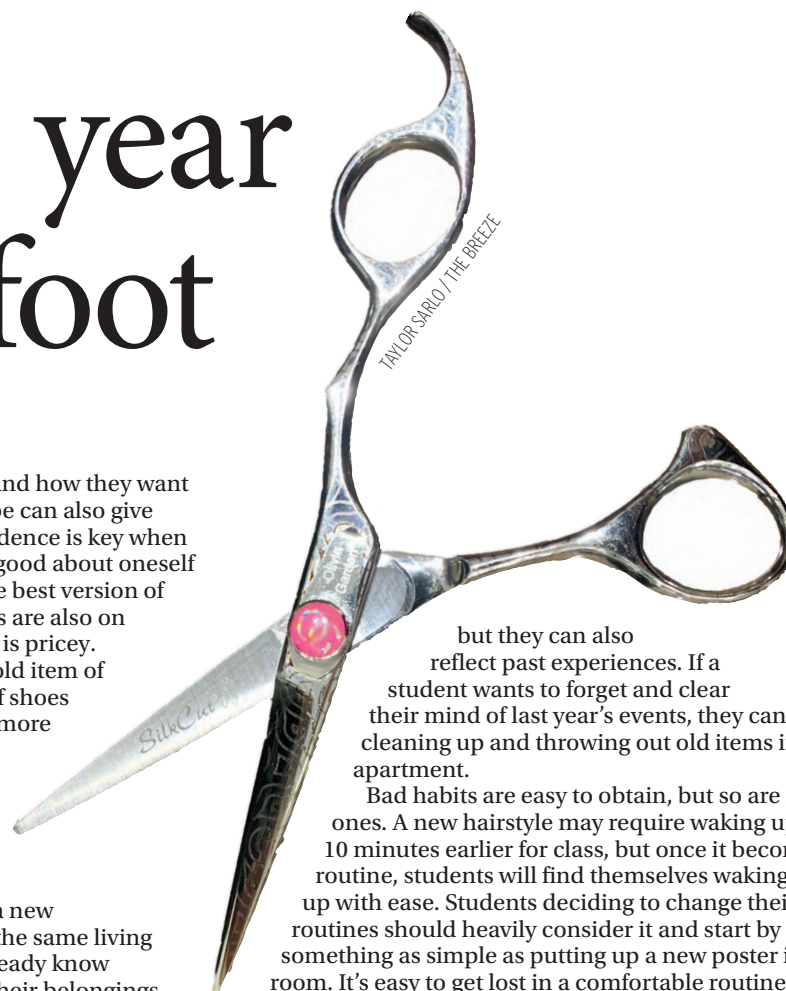 year
foot
TAYLOR SARLO / THE BREEZE
and how they want
be can also give
dence is key when
good about oneself
e best version of
s are also on
is pricey.
old item of
f shoes
more
new
the same living
eady know
heir belongings
Olivia
Garden
SilkCut
but they can also
reflect past experiences. If a
student wants to forget and clear
their mind of last year’s events, they can
cleaning up and throwing out old items i
apartment.
Bad habits are easy to obtain, but so are
ones. A new hairstyle may require waking u
10 minutes earlier for class, but once it beco
routine, students will find themselves waking
up with ease. Students deciding to change thei
routines should heavily consider it and start by
something as simple as putting up a new poster i
room. It’s easy to get lost in a comfortable routine